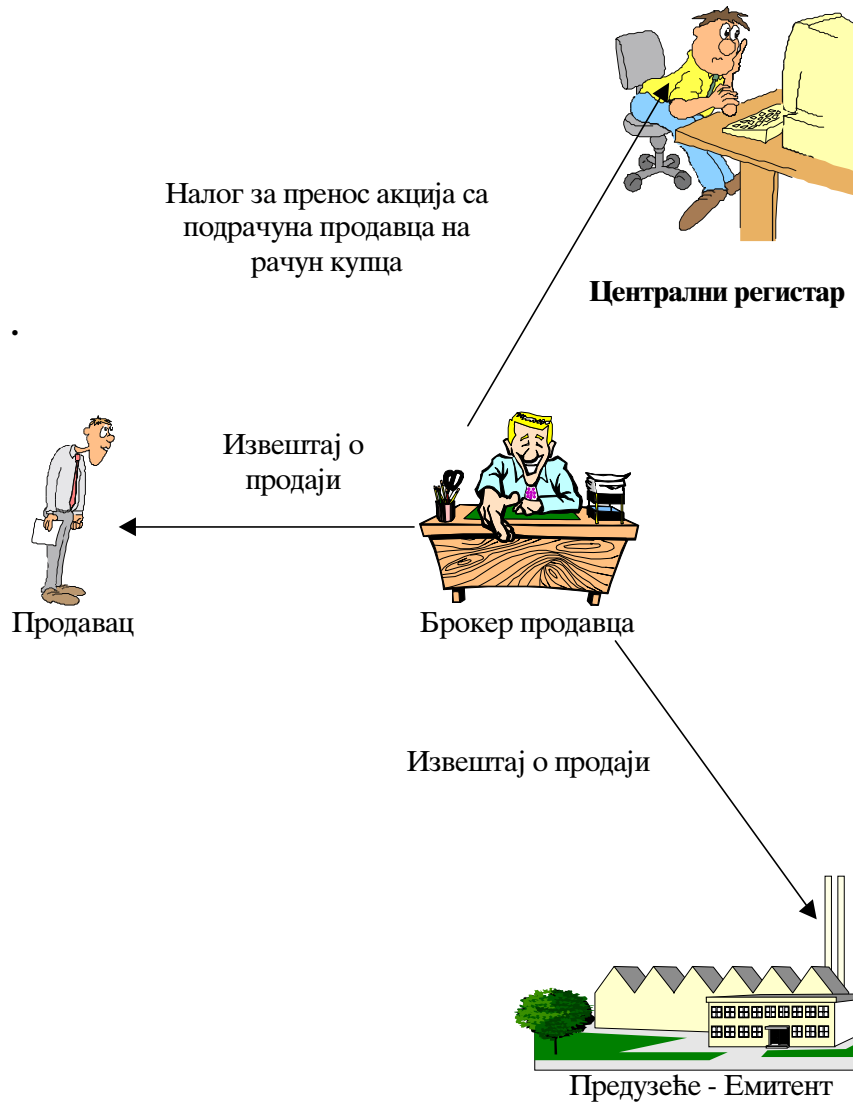 Налог за пренос акција са
подрачуна продавца на
рачун купца
Централни регистар
.
Извештај о
продаји
Продавац
Брокер продавца
Извештај о продаји
Предузеће - Емитент